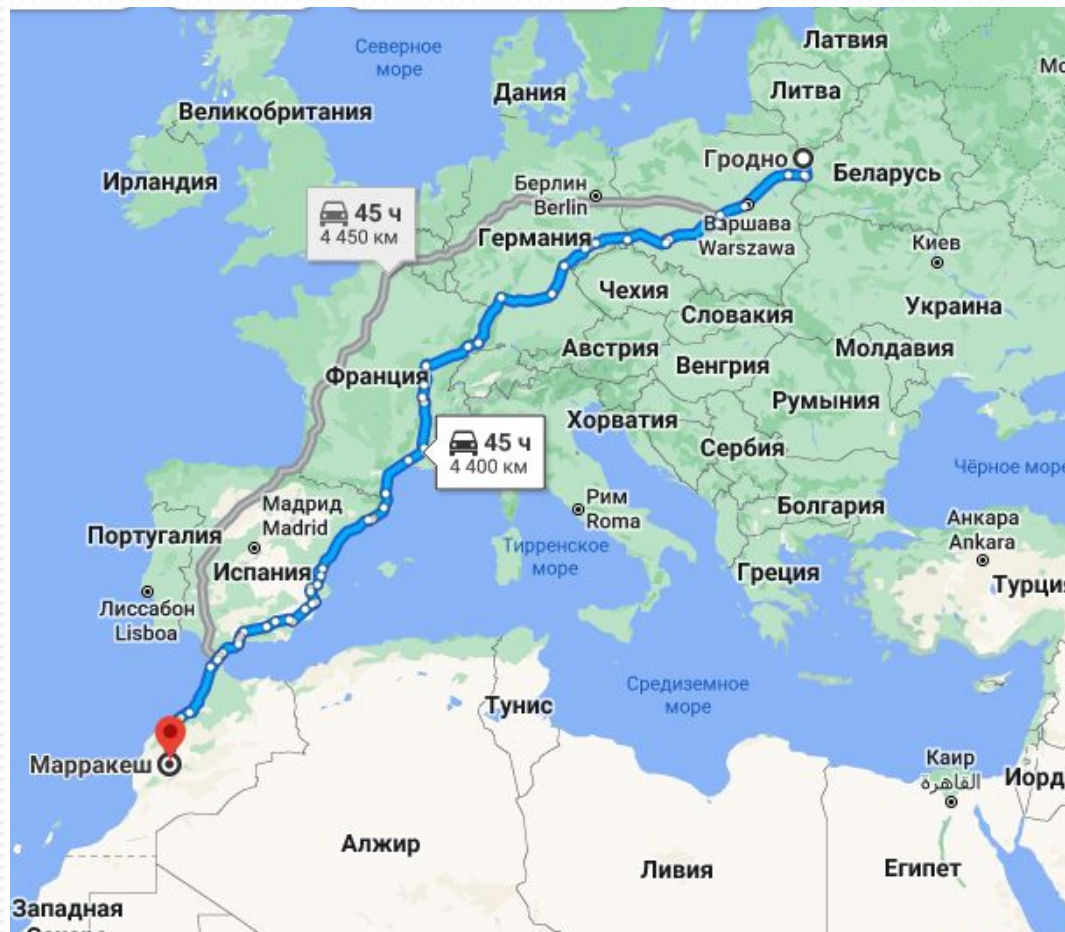 Северное
море
Латвия
Литва
Дания
Великобритания
Ирландия
Гродно
Беларусь
Берлин
Berlin
45 ч
4 450 км
Варшава
Warszawa
Германия
Киев
Чехия
Украина
Словакия
Австрия
Молдавия
Венгрия
Франция
Румыния
Хорватия
45 ч
4 400 км
Сербия
Чёрное море
Рим
Roma
Болгария
Мадрид
Madrid
Португалия
Анкара
Ankara
Тирренское
море
Испания
Греция
Турция
Лиссабон
Lisboa
Средиземное
море
Тунис
Марракеш
Каир
القاهرة
Иорд
Алжир
Ливия
Египет
Западная